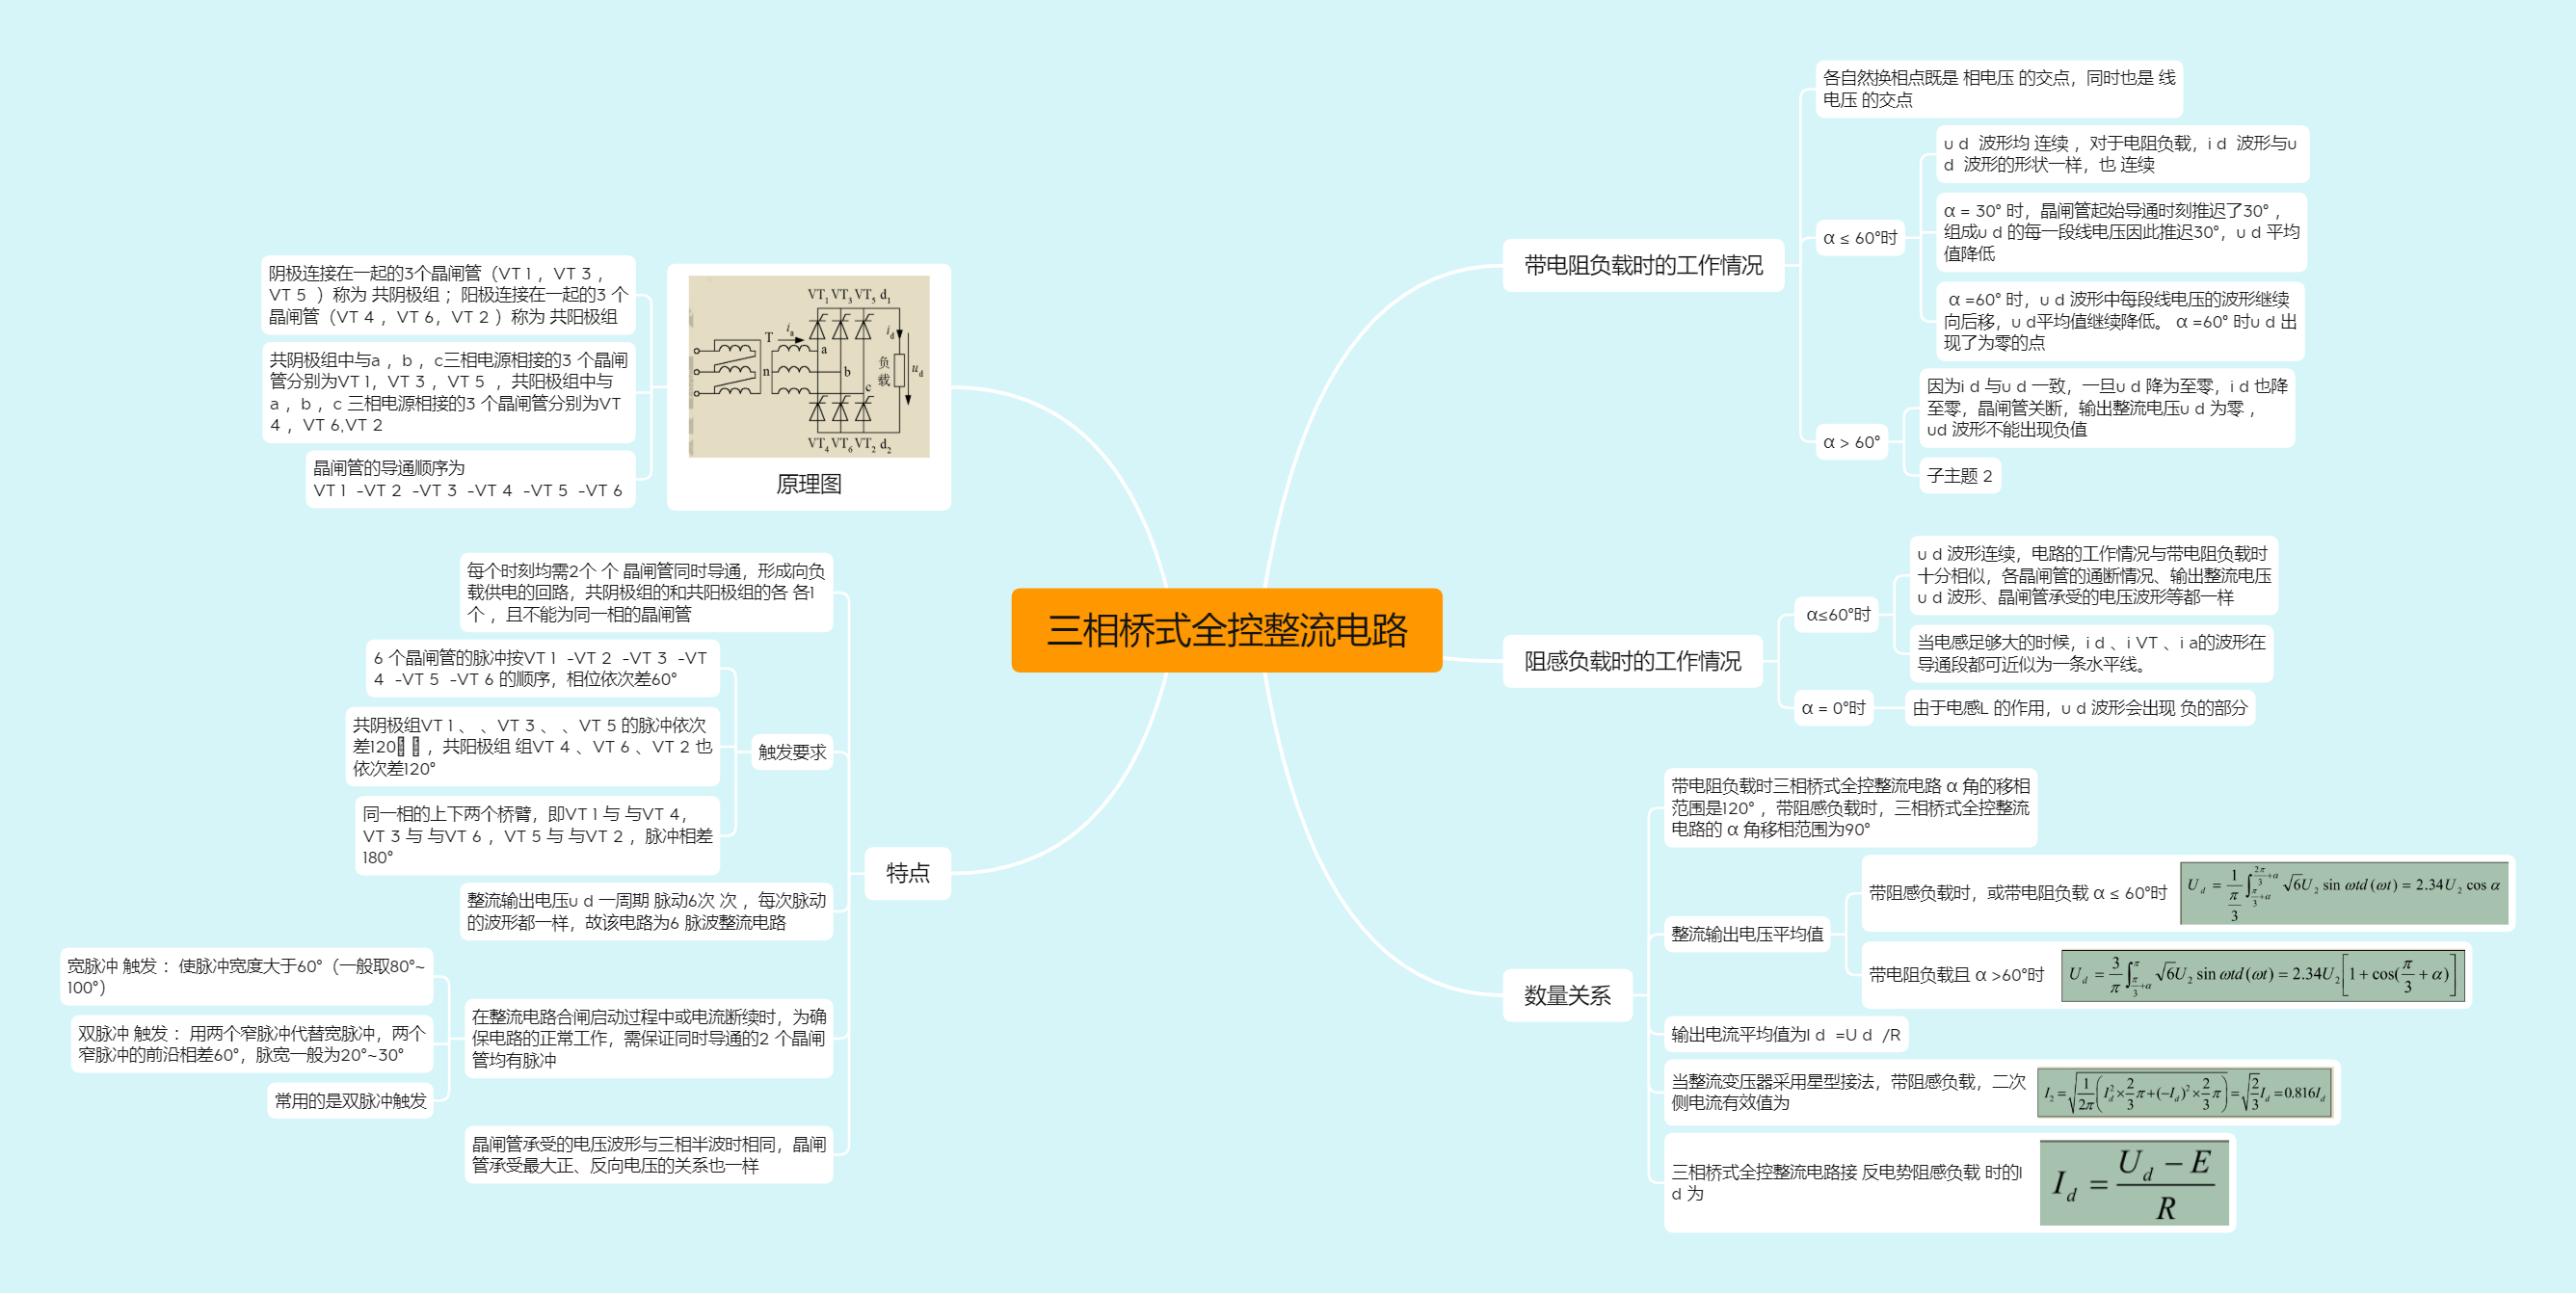 三相桥式全控整流电路
带电阻负载时的工作情况
各自然换相点既是 相电压 的交点，同时也是 线
电压 的交点
α ≤ 60°时
u d 波形均 连续 ，对于电阻负载，i d 波形与u
d 波形的形状一样，也 连续
α = 30° 时，晶闸管起始导通时刻推迟了30° ，
组成u d 的每一段线电压因此推迟30°，u d 平均
值降低
α =60° 时，u d 波形中每段线电压的波形继续
向后移，u d平均值继续降低。 α =60° 时u d 出
现了为零的点
α > 60°
因为i d 与u d 一致，一旦u d 降为至零，i d 也降
至零，晶闸管关断，输出整流电压u d 为零 ，
ud 波形不能出现负值
子主题 2
阻感负载时的工作情况
α≤60°时
u d 波形连续，电路的工作情况与带电阻负载时
十分相似，各晶闸管的通断情况、输出整流电压
u d 波形、晶闸管承受的电压波形等都一样
当电感足够大的时候，i d 、i VT 、i a的波形在
导通段都可近似为一条水平线。
α = 0°时
由于电感L 的作用，u d 波形会出现 负的部分
数量关系
带电阻负载时三相桥式全控整流电路 α 角的移相
范围是120° ，带阻感负载时，三相桥式全控整流
电路的 α 角移相范围为90°
整流输出电压平均值
带阻感负载时，或带电阻负载 α ≤ 60°时
U_d = \frac{1}{\frac{π}{3}} ∫_{\frac{π}{3}+α}^{\frac{2π}{3}+α} √6 U_2 sin ωtd(ωt) = 2.34U_2 cos α
带电阻负载且 α >60°时
U_d = \frac{3}{π} ∫_{\frac{π}{3}+α}^{π} √6 U_2 sin ωtd(ωt) = 2.34U_2 [1 + cos(\frac{π}{3} + α)]
输出电流平均值为I d =U d /R
当整流变压器采用星型接法，带阻感负载，二次
侧电流有效值为
I_2 = \sqrt{\frac{1}{2π}(I_d^2 × \frac{2}{3}π + (−I_d)^2 × \frac{2}{3}π)} = \sqrt{\frac{2}{3}} I_d = 0.816I_d
三相桥式全控整流电路接 反电势阻感负载 时的I
d 为
I_d = \frac{U_d − E}{R}
VT1 VT3 VT5 d1
T ia id
a
负
载
ud
n b
c
VT4 VT6 VT2 d2
原理图
阴极连接在一起的3个晶闸管（VT 1 ，VT 3 ，
VT 5 ）称为 共阴极组 ；阳极连接在一起的3 个
晶闸管（VT 4 ，VT 6，VT 2 ）称为 共阳极组
共阴极组中与a ，b ，c三相电源相接的3 个晶闸
管分别为VT 1，VT 3 ，VT 5 ，共阳极组中与
a ，b ，c 三相电源相接的3 个晶闸管分别为VT
4 ，VT 6,VT 2
晶闸管的导通顺序为
VT 1 -VT 2 -VT 3 -VT 4 -VT 5 -VT 6
特点
每个时刻均需2个 个 晶闸管同时导通，形成向负
载供电的回路，共阴极组的和共阳极组的各 各1
个 ，且不能为同一相的晶闸管
触发要求
6 个晶闸管的脉冲按VT 1 -VT 2 -VT 3 -VT
4 -VT 5 -VT 6 的顺序，相位依次差60°
共阴极组VT 1 、 、VT 3 、 、VT 5 的脉冲依次
差120 ，共阳极组 组VT 4 、VT 6 、VT 2 也
依次差120°
同一相的上下两个桥臂，即VT 1 与 与VT 4，
VT 3 与 与VT 6 ，VT 5 与 与VT 2 ，脉冲相差
180°
整流输出电压u d 一周期 脉动6次 次 ，每次脉动
的波形都一样，故该电路为6 脉波整流电路
在整流电路合闸启动过程中或电流断续时，为确
保电路的正常工作，需保证同时导通的2 个晶闸
管均有脉冲
宽脉冲 触发 ：使脉冲宽度大于60°（一般取80°~
100°）
双脉冲 触发 ：用两个窄脉冲代替宽脉冲，两个
窄脉冲的前沿相差60°，脉宽一般为20°~30°
常用的是双脉冲触发
晶闸管承受的电压波形与三相半波时相同，晶闸
管承受最大正、反向电压的关系也一样